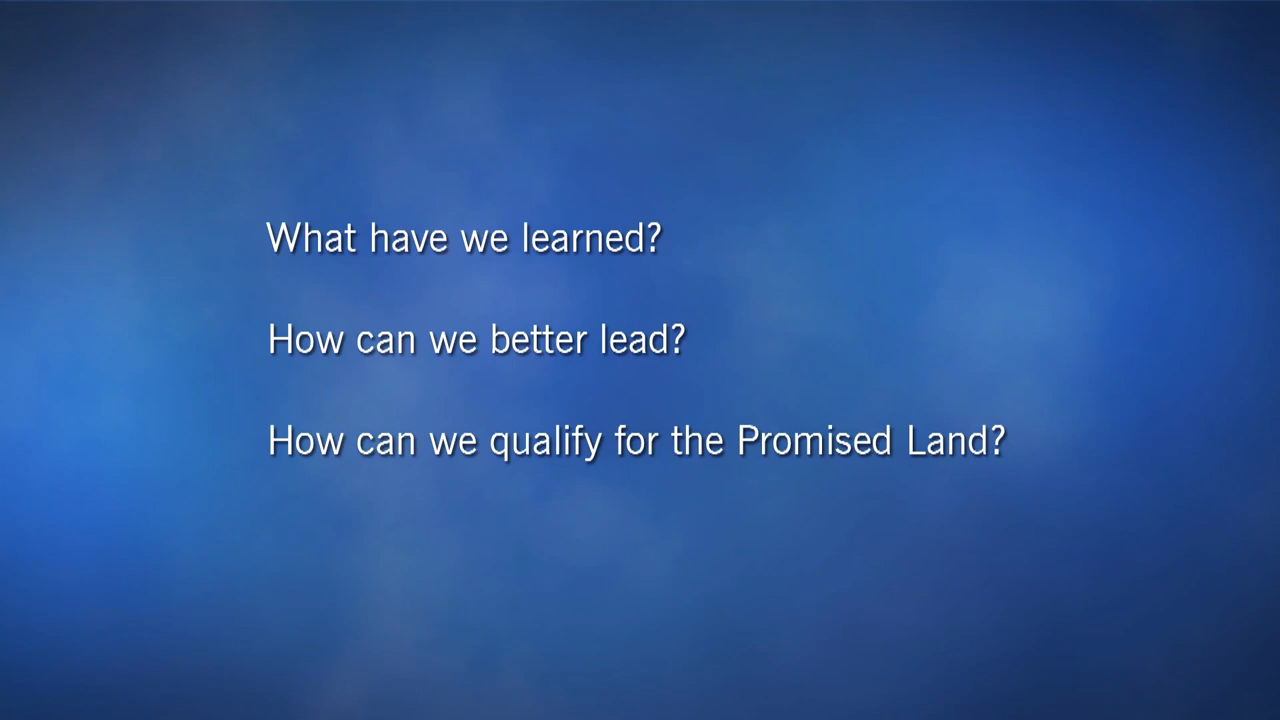 What have we learned?
How can we better lead?
How can we qualify for the Promised Land?